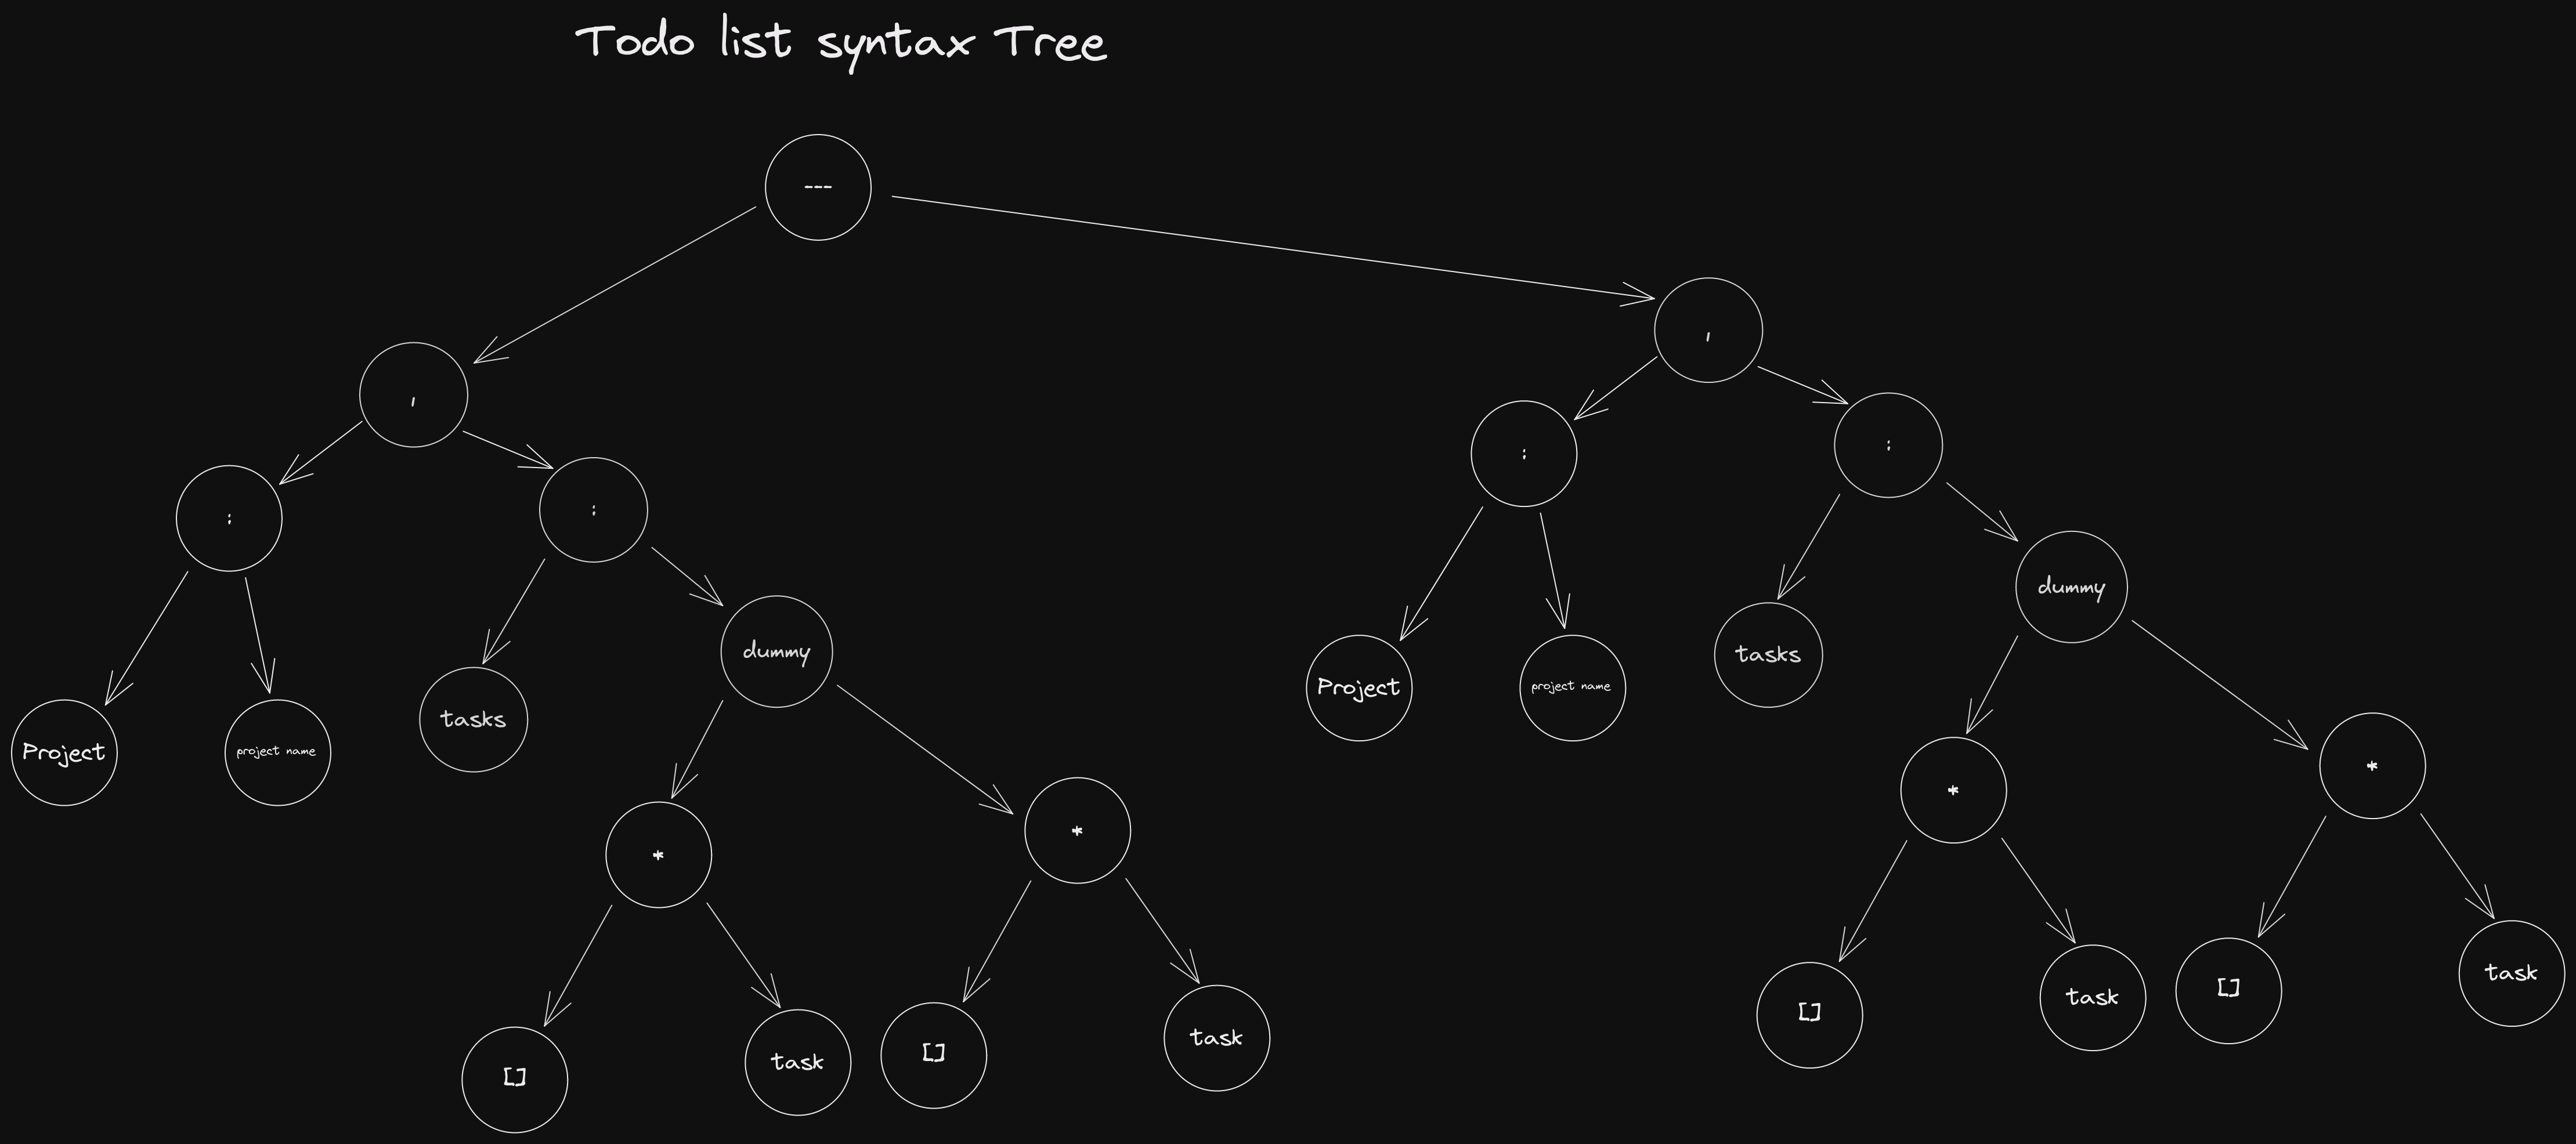 Todo list syntax Tree
---
,
,
:
:
:
:
dummy
dummy
tasks
Project
project name
Project
project name
tasks
*
*
*
*
task
[]
task
[]
[]
task
[]
task